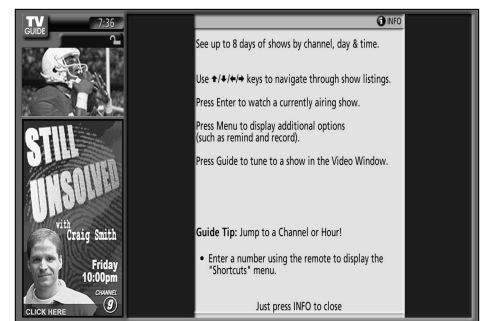 TV
GUIDE
7:36
STILL
UNSOLVED
with
Craig Smith
Friday
10:00pm
CHANNEL
9
CLICK HERE
i INFO
See up to 8 days of shows by channel, day & time.
Use ↑/↓/←/→ keys to navigate through show listings.
Press Enter to watch a currently airing show.
Press Menu to display additional options
(such as remind and record).
Press Guide to tune to a show in the Video Window.
Guide Tip: Jump to a Channel or Hour!
• Enter a number using the remote to display the
"Shortcuts" menu.
Just press INFO to close